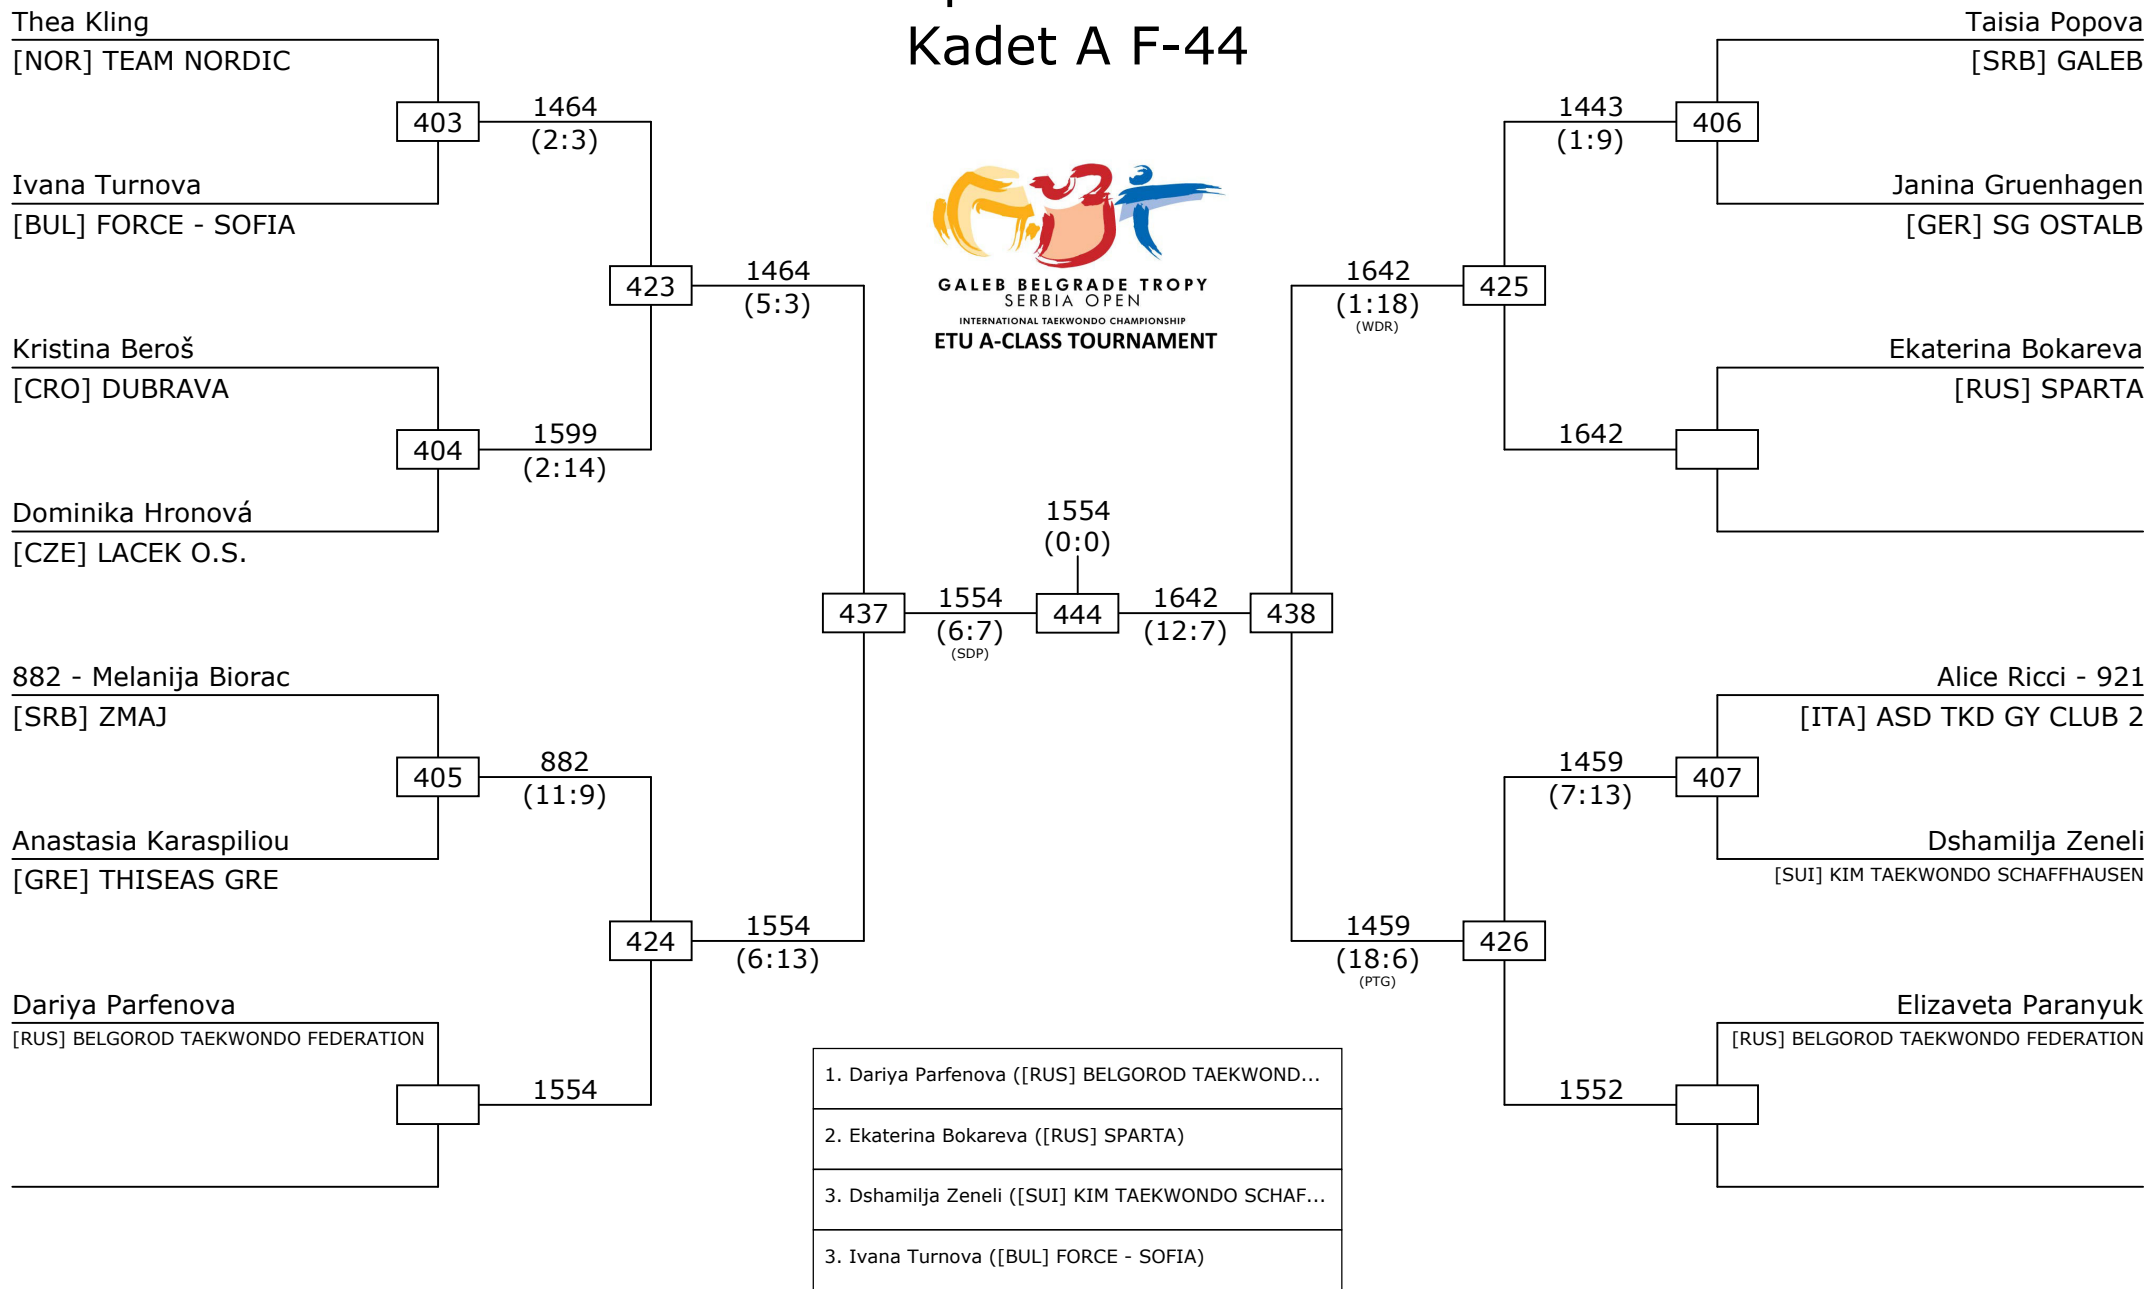 Kadet A F-44
Thea Kling
[NOR] TEAM NORDIC
403
1464
(2:3)
Ivana Turnova
[BUL] FORCE - SOFIA
423
1464
(5:3)
Kristina Beroš
[CRO] DUBRAVA
404
1599
(2:14)
Dominika Hronová
[CZE] LACEK O.S.
882 - Melanija Biorac
[SRB] ZMAJ
405
882
(11:9)
Anastasia Karaspiliou
[GRE] THISEAS GRE
424
1554
(6:13)
Dariya Parfenova
[RUS] BELGOROD TAEKWONDO FEDERATION
1554
GALEB BELGRADE TROPY
SERBIA OPEN
INTERNATIONAL TAEKWONDO CHAMPIONSHIP
ETU A-CLASS TOURNAMENT
437
1554
(6:7)
(SDP)
1554
(0:0)
444
1642
(12:7)
438
Taisia Popova
[SRB] GALEB
1443
(1:9)
406
Janina Gruenhagen
[GER] SG OSTALB
1642
(1:18)
(WDR)
425
Ekaterina Bokareva
[RUS] SPARTA
1642
Alice Ricci - 921
[ITA] ASD TKD GY CLUB 2
1459
(7:13)
407
Dshamilja Zeneli
[SUI] KIM TAEKWONDO SCHAFFHAUSEN
1459
(18:6)
(PTG)
426
Elizaveta Paranyuk
[RUS] BELGOROD TAEKWONDO FEDERATION
1552
1. Dariya Parfenova ([RUS] BELGOROD TAEKWOND...
2. Ekaterina Bokareva ([RUS] SPARTA)
3. Dshamilja Zeneli ([SUI] KIM TAEKWONDO SCHAF...
3. Ivana Turnova ([BUL] FORCE - SOFIA)